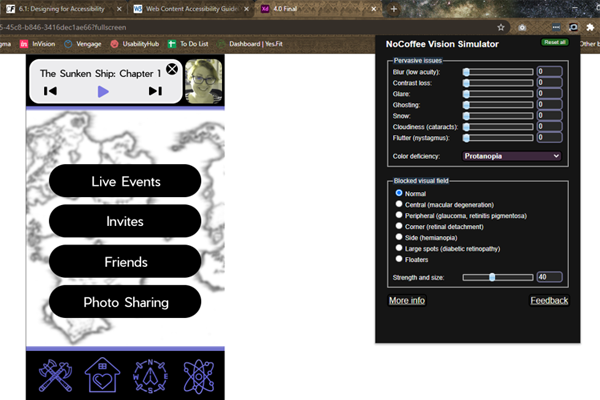 6.1: Designing for Accessibility
Web Content Accessibility Guide
4.0 Final
5-45c8-b846-3416dec1ae66?fullscreen
gma
InVision
Vengage
UsabilityHub
To Do List
Dashboard | Yes.Fit
Other b
The Sunken Ship: Chapter 1
Live Events
Invites
Friends
Photo Sharing
N
W
E
S
NoCoffee Vision Simulator
Reset all
Pervasive issues
Blur (low acuity):
0
Contrast loss:
0
Glare:
0
Ghosting:
0
Snow:
0
Cloudiness (cataracts):
0
Flutter (nystagmus):
0
Color deficiency:
Protanopia
Blocked visual field
Normal
Central (macular degeneration)
Peripheral (glaucoma, retinitis pigmentosa)
Corner (retinal detachment)
Side (hemianopia)
Large spots (diabetic retinopathy)
Floaters
Strength and size:
40
More info
Feedback